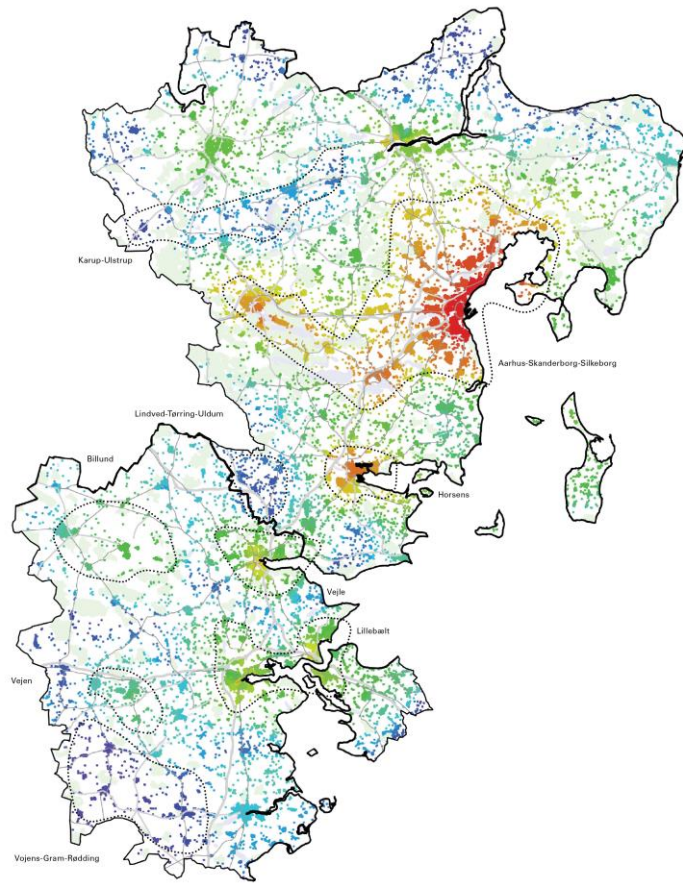 Karup-Ulstrup
Aarhus-Skanderborg-Silkeborg
Lindved-Tørring-Uldum
Billund
Horsens
Vejle
Lillebælt
Vejen
Vojens-Gram-Rødding